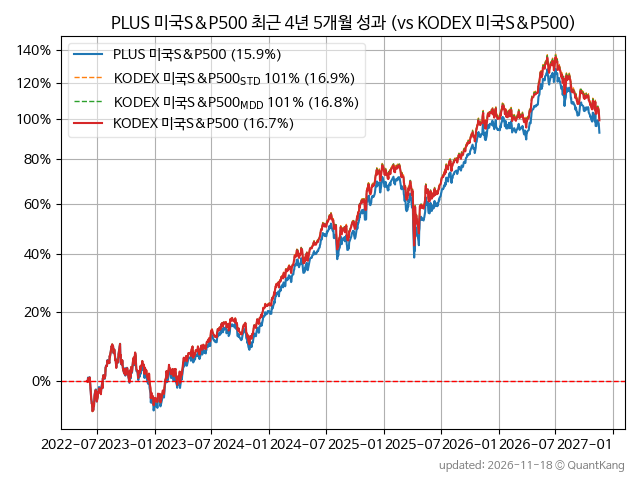 PLUS 미국S&P500 최근 4년 5개월 성과 (vs KODEX 미국S&P500)
140%
120%
100%
80%
60%
40%
20%
0%
PLUS 미국S&P500 (15.9%)
KODEX 미국S&P500STD 101% (16.9%)
KODEX 미국S&P500MDD 101% (16.8%)
KODEX 미국S&P500 (16.7%)
2022-07 2023-01 2023-07 2024-01 2024-07 2025-01 2025-07 2026-01 2026-07 2027-01
updated: 2026-11-18 © QuantKang